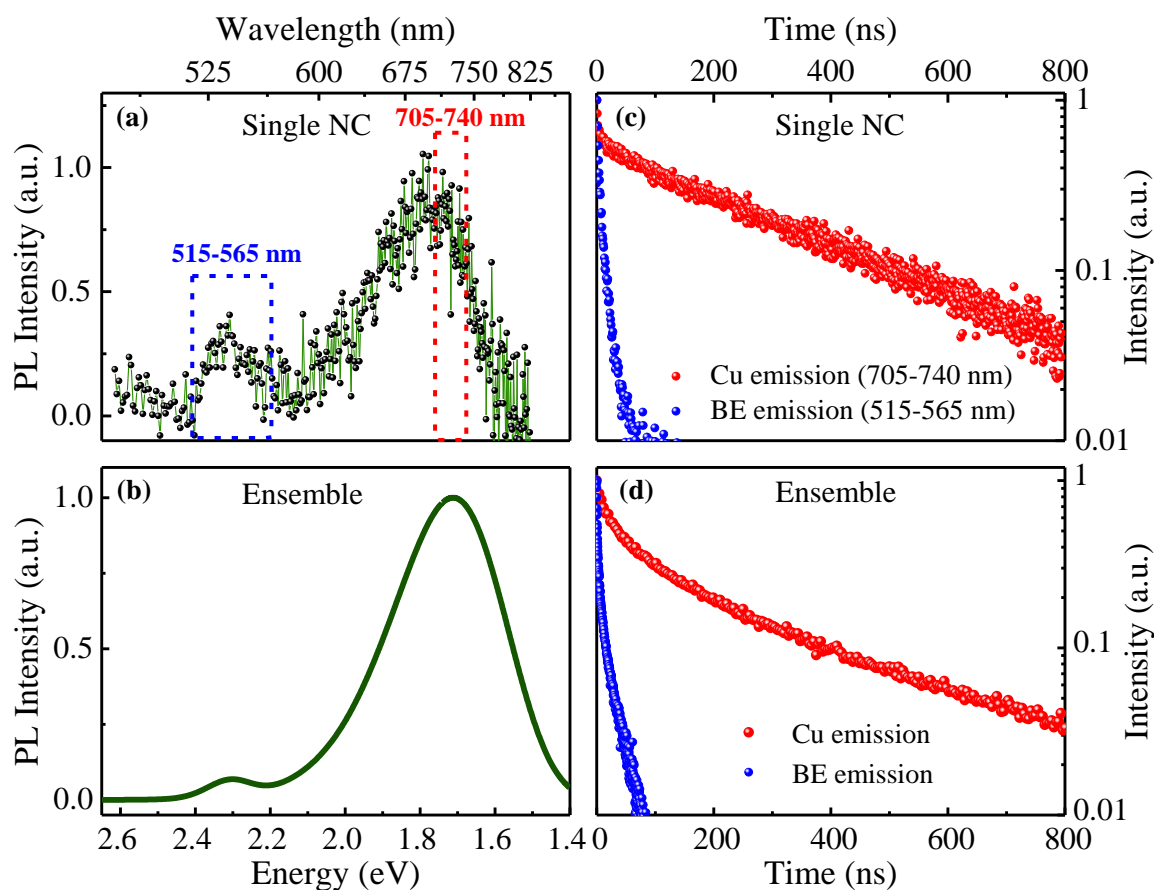 Wavelength (nm)
525 600 675 750 825
Time (ns)
0 200 400 600 800
(a)
Single NC
705-740 nm
515-565 nm
PL Intensity (a.u.)
1.0
0.5
0.0
(c)
Single NC
Cu emission (705-740 nm)
BE emission (515-565 nm)
1
0.1
0.01
Intensity (a.u.)
(b)
Ensemble
PL Intensity (a.u.)
1.0
0.5
0.0
2.6 2.4 2.2 2.0 1.8 1.6 1.4
Energy (eV)
(d)
Ensemble
Cu emission
BE emission
1
0.1
0.01
Intensity (a.u.)
0 200 400 600 800
Time (ns)